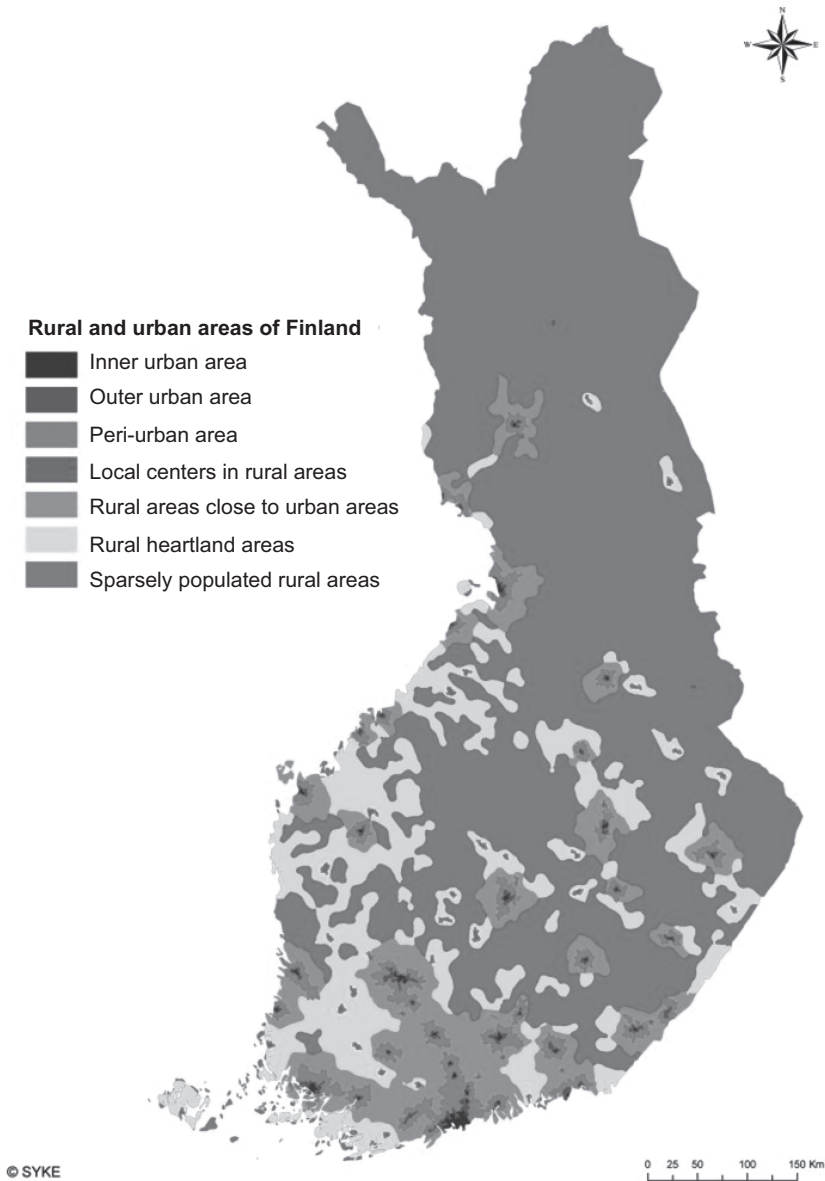 N
W E
S
Rural and urban areas of Finland
Inner urban area
Outer urban area
Peri-urban area
Local centers in rural areas
Rural areas close to urban areas
Rural heartland areas
Sparsely populated rural areas
© SYKE
0 25 50 100 150 Km